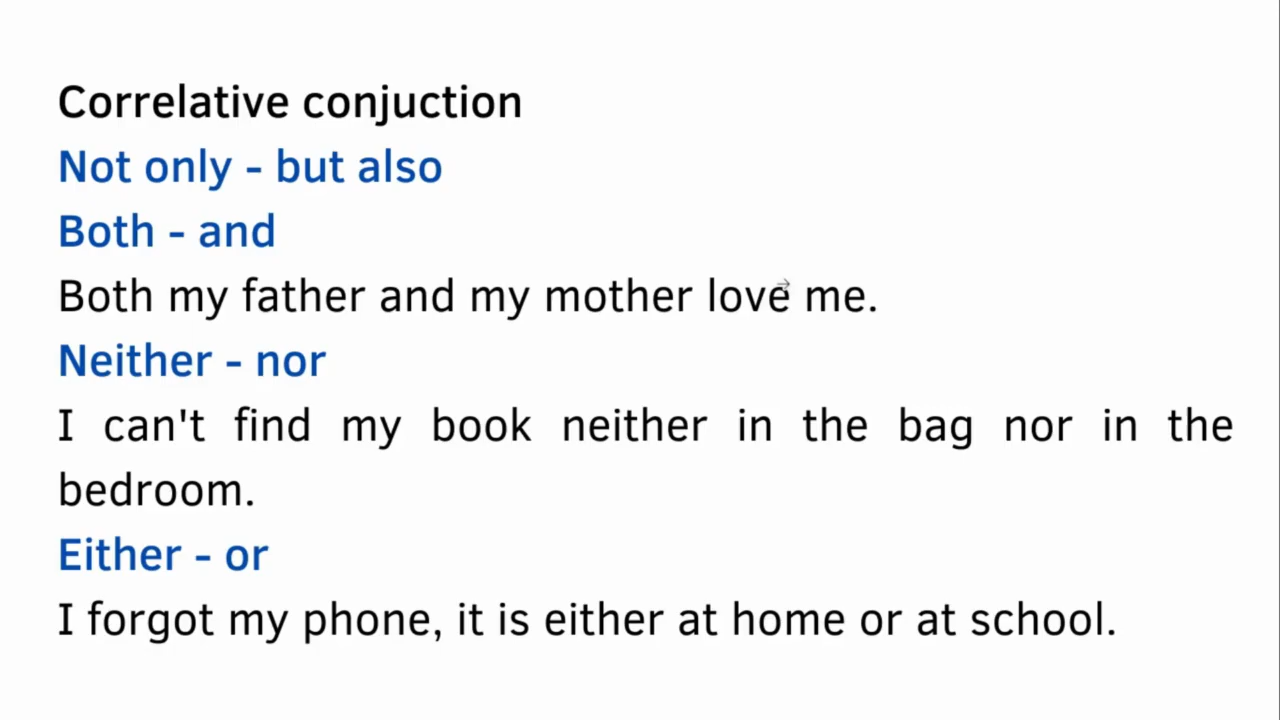 Correlative conjuction
Not only - but also
Both - and
Both my father and my mother love me.
Neither - nor
I can't find my book neither in the bag nor in the
bedroom.
Either - or
I forgot my phone, it is either at home or at school.